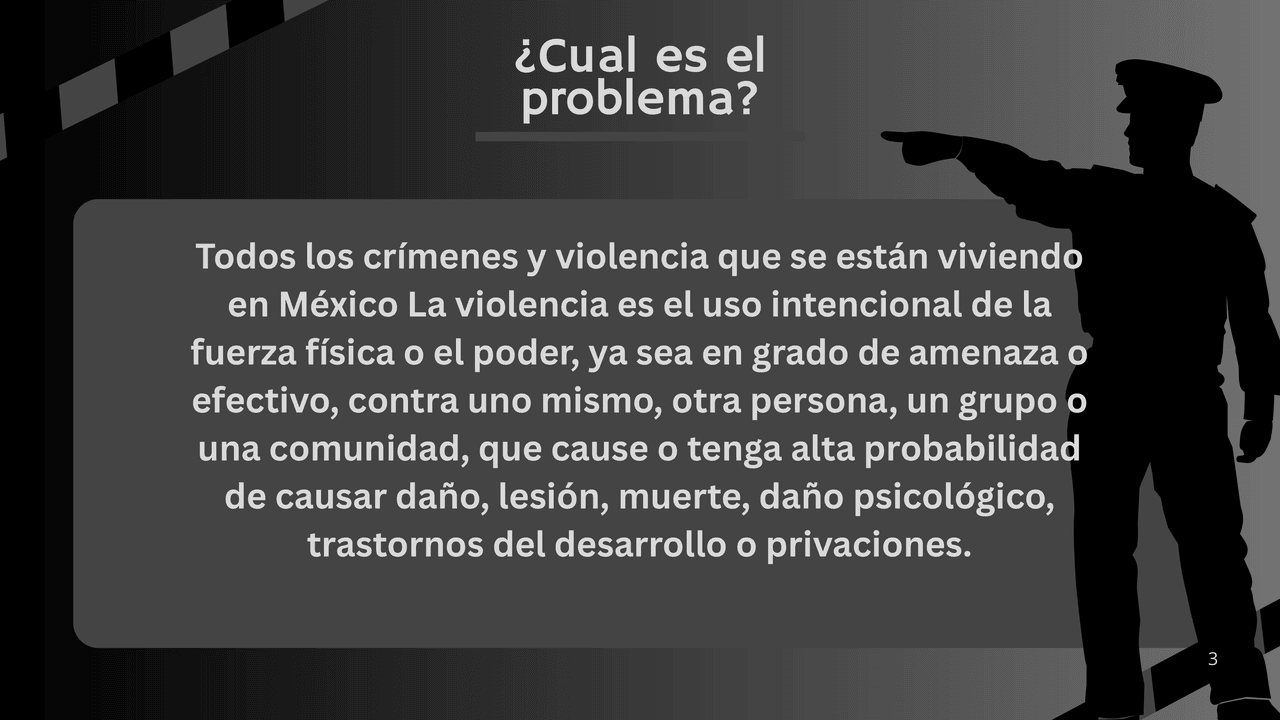 ¿Cual es el
problema?
Todos los crímenes y violencia que se están viviendo
en México La violencia es el uso intencional de la
fuerza física o el poder, ya sea en grado de amenaza o
efectivo, contra uno mismo, otra persona, un grupo o
una comunidad, que cause o tenga alta probabilidad
de causar daño, lesión, muerte, daño psicológico,
trastornos del desarrollo o privaciones.
3